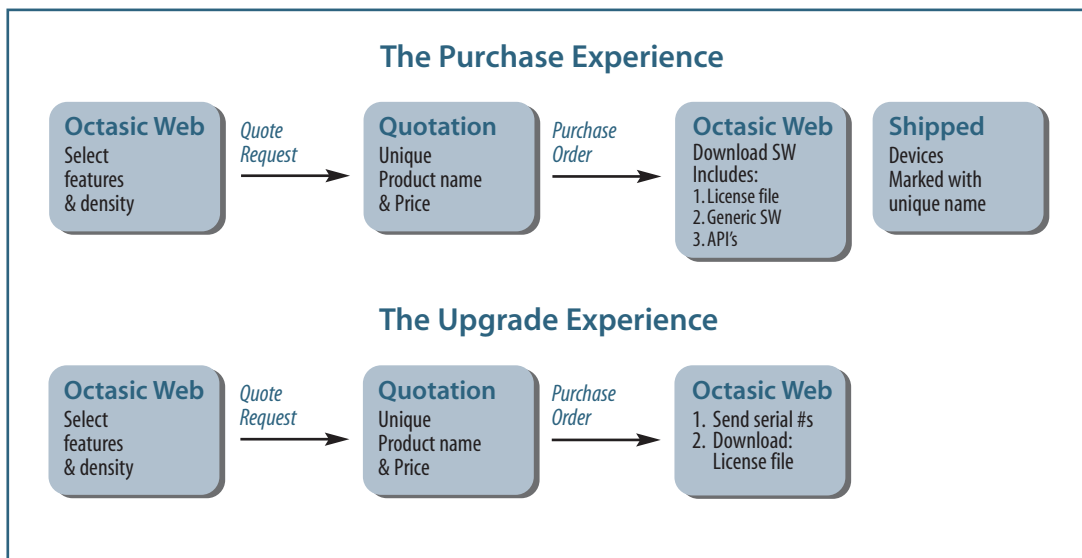 The Purchase Experience
Octasic Web
Select
features
& density
Quote
Request
Quotation
Unique
Product name
& Price
Purchase
Order
Octasic Web
Download SW
Includes:
1. License file
2. Generic SW
3. API's
Shipped
Devices
Marked with
unique name
The Upgrade Experience
Octasic Web
Select
features
& density
Quote
Request
Quotation
Unique
Product name
& Price
Purchase
Order
Octasic Web
1. Send serial #s
2. Download:
License file